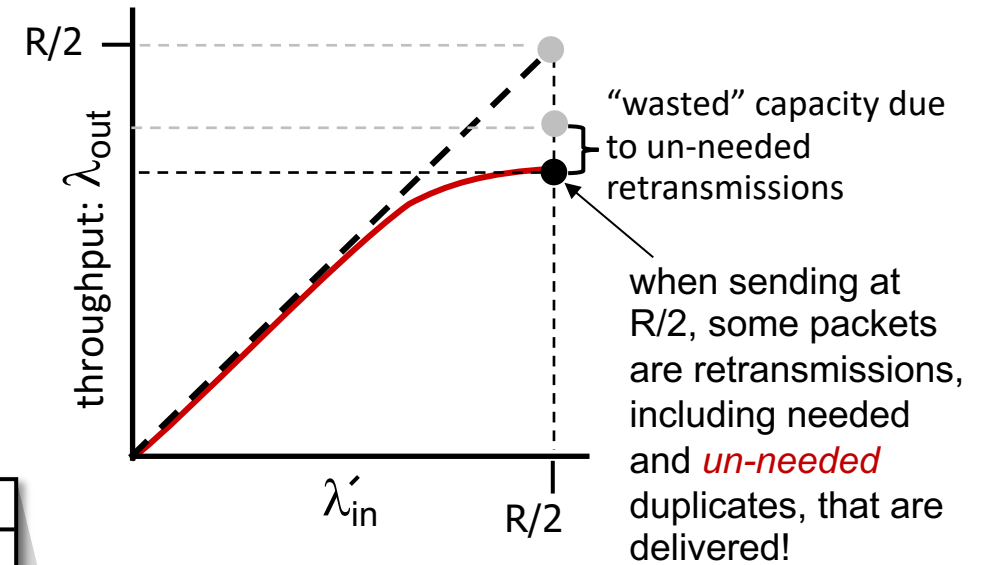 R/2
throughput: λout
λ′in
R/2
“wasted” capacity due
to un-needed
retransmissions
when sending at
R/2, some packets
are retransmissions,
including needed
and un-needed
duplicates, that are
delivered!